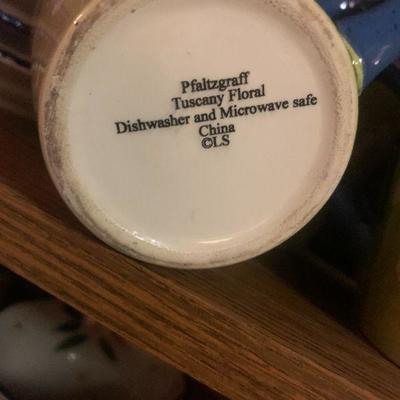 Pfaltzgraff
Tuscany Floral
Dishwasher and Microwave safe
China
©LS